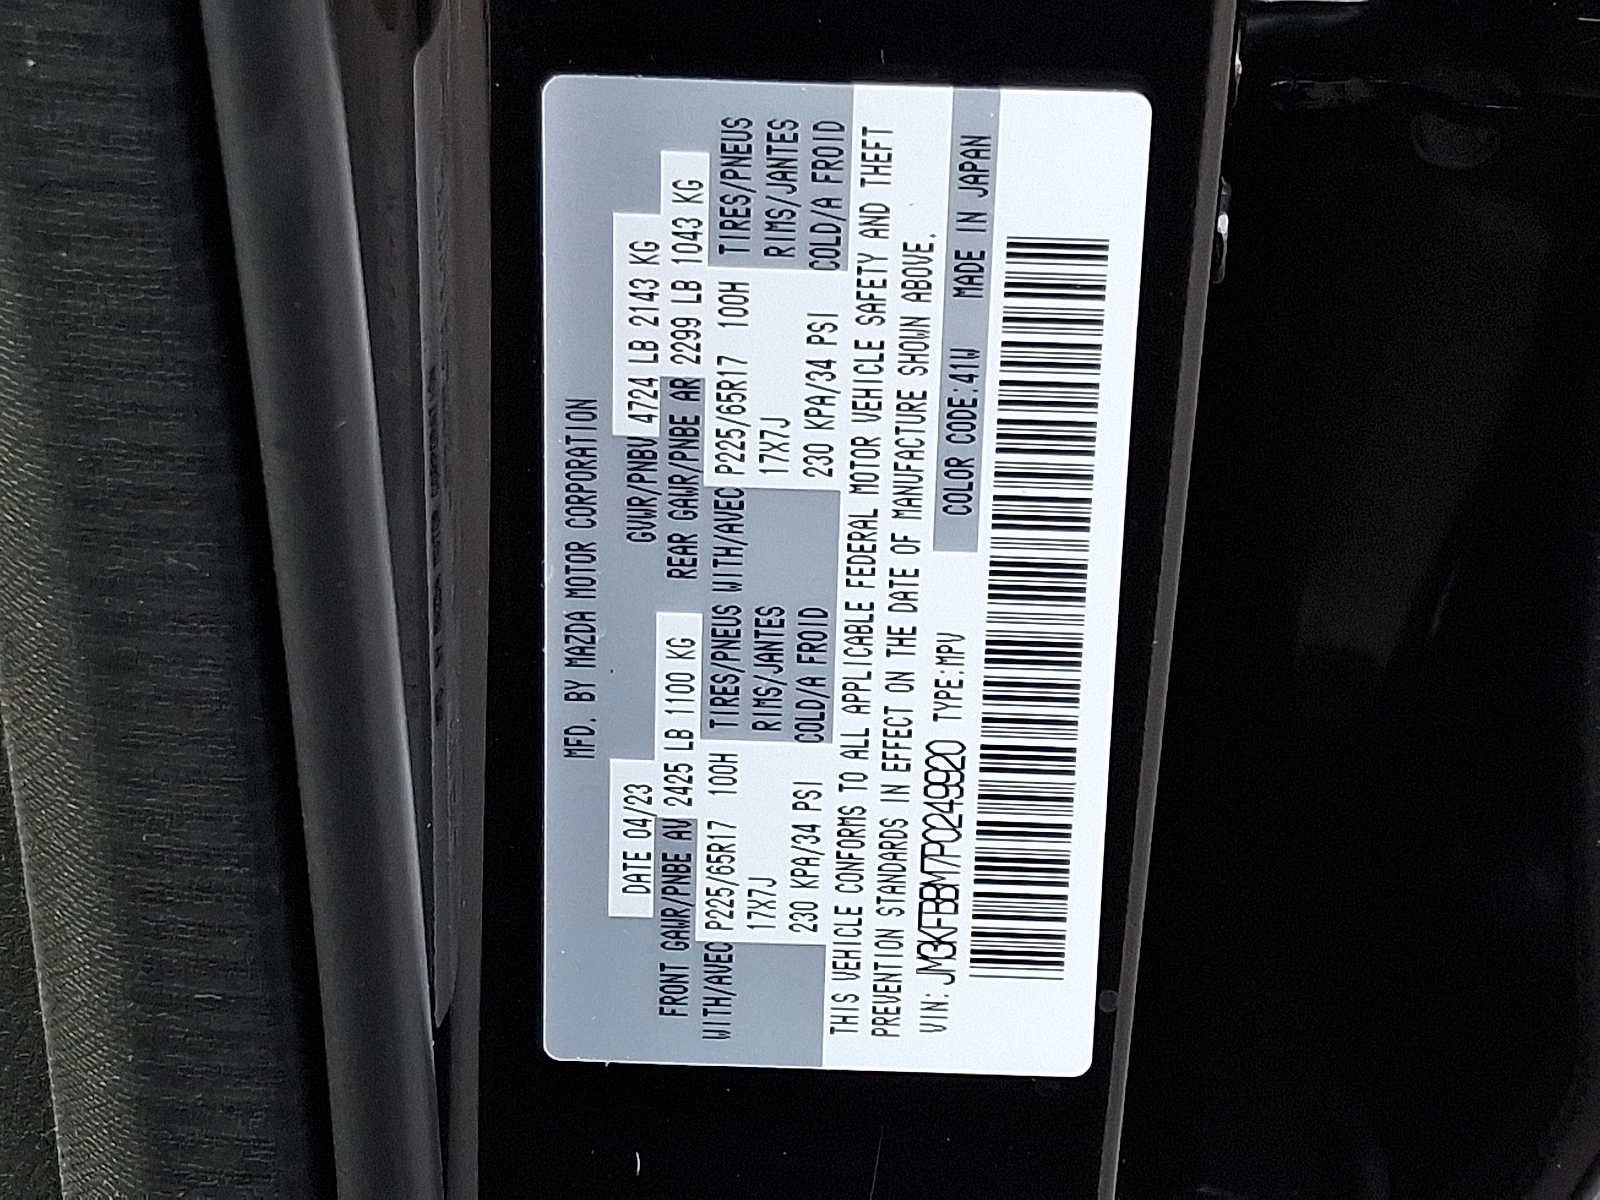 MFD. BY MAZDA MOTOR CORPORATION
DATE 04/23 GVWR/PNBV 4724 LB 2143 KG
FRONT GAWR/PNBE AV 2425 LB 1100 KG REAR GAWR/PNBE AR 2299 LB 1043 KG
WITH/AVEC P225/65R17 100H TIRES/PNEUS WITH/AVEC P225/65R17 100H TIRES/PNEUS
17X7J RIMS/JANTES 17X7J RIMS/JANTES
230 KPA/34 PSI COLD/A FROID 230 KPA/34 PSI COLD/A FROID
THIS VEHICLE CONFORMS TO ALL APPLICABLE FEDERAL MOTOR VEHICLE SAFETY AND THEFT
PREVENTION STANDARDS IN EFFECT ON THE DATE OF MANUFACTURE SHOWN ABOVE.
VIN: JM3KFBBM7P0249920 TYPE:MPV
COLOR CODE:41W MADE IN JAPAN